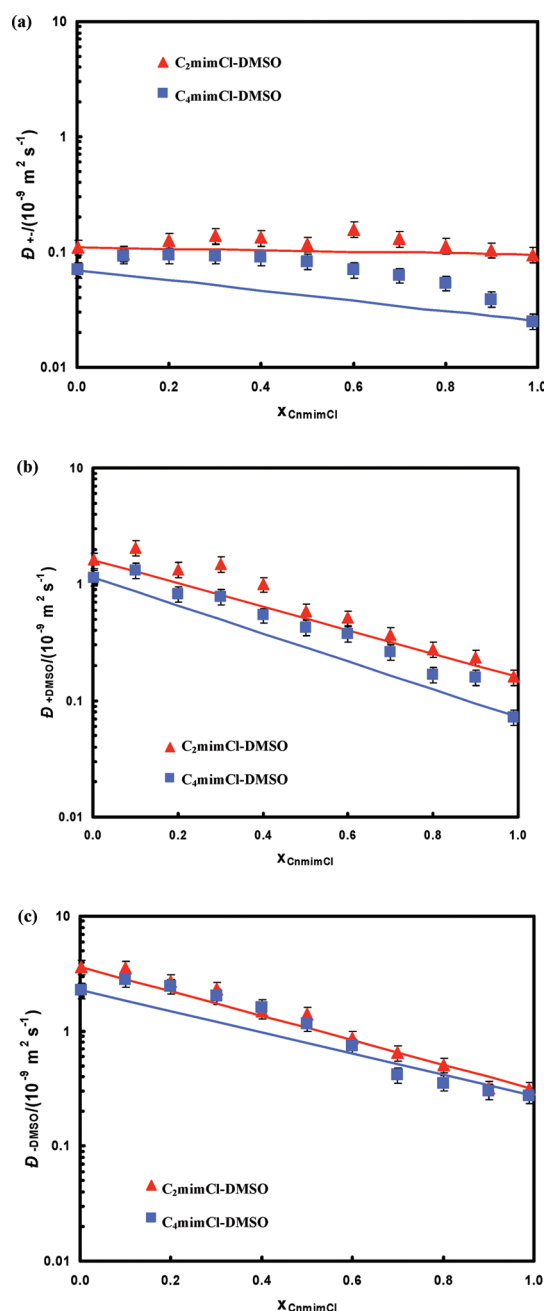 (a)
10
1
0.1
0.01
Đ +-/(10⁻⁹ m² s⁻¹)
C₂mimCl-DMSO
C₄mimCl-DMSO
0.0 0.2 0.4 0.6 0.8 1.0
xCnmimCl
(b)
10
1
0.1
0.01
Đ +DMSO/(10⁻⁹ m² s⁻¹)
C₂mimCl-DMSO
C₄mimCl-DMSO
0.0 0.2 0.4 0.6 0.8 1.0
xCnmimCl
(c)
10
1
0.1
0.01
Đ -DMSO/(10⁻⁹ m² s⁻¹)
C₂mimCl-DMSO
C₄mimCl-DMSO
0.0 0.2 0.4 0.6 0.8 1.0
xCnmimCl